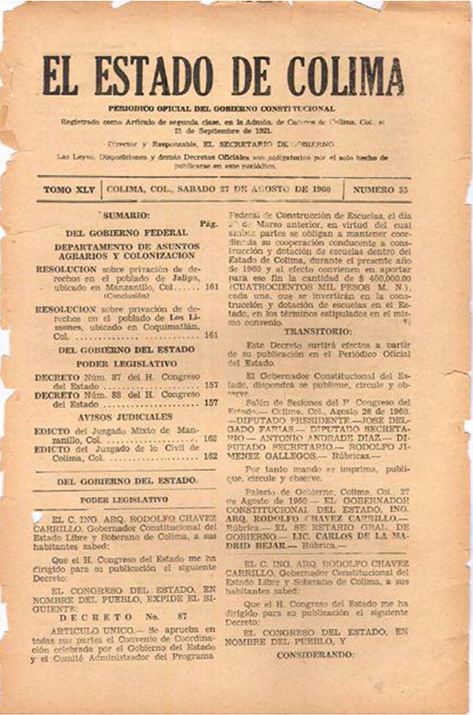 EL ESTADO DE COLIMA
PERIODICO OFICIAL DEL GOBIERNO CONSTITUCIONAL
Registrado como Artículo de segunda clase, en la Admón. de Correos de Colima, Col., el
21 de Septiembre de 1921.
Director y Responsable, EL SECRETARIO DE GOBIERNO
Las Leyes, Disposiciones y demás Decretos Oficiales son obligatorios por el solo hecho de
publicarse en este periódico.
TOMO XLV
COLIMA, COL., SABADO 27 DE AGOSTO DE 1960
NUMERO 35
SUMARIO:
Pág.
DEL GOBIERNO FEDERAL
DEPARTAMENTO DE ASUNTOS
AGRARIOS Y COLONIZACION
RESOLUCION sobre privación de de-
rechos en el poblado de Jalipa,
ubicado en Manzanillo, Col...... 161
(Conclusión)
RESOLUCION sobre privación de de-
rechos en el poblado de Los Li-
mones, ubicado en Coquimatlán,
Col. ........................ 161
DEL GOBIERNO DEL ESTADO
PODER LEGISLATIVO
DECRETO Núm. 87 del H. Congreso
del Estado .................. 157
DECRETO Núm. 88 del H. Congreso
del Estado .................. 157
AVISOS JUDICIALES
EDICTO del Juzgado Mixto de Man-
zanillo, Col. ................ 162
EDICTO del Juzgado de lo Civil de
Colima, Col. ................ 162
DEL GOBIERNO DEL ESTADO.
PODER LEGISLATIVO
EL C. ING. ARQ. RODOLFO CHAVEZ
CARRILLO, Gobernador Constitucional del
Estado Libre y Soberano de Colima, a sus
habitantes sabed:
Que el H. Congreso del Estado me ha
dirigido para su publicación el siguiente
Decreto:
EL CONGRESO DEL ESTADO, EN
NOMBRE DEL PUEBLO, EXPIDE EL SI-
GUIENTE:
DECRETO No. 87
ARTICULO UNICO.— Se aprueba en
todas sus partes el Convenio de Coordina-
ción celebrada por el Gobierno del Estado
y el Comité Administrador del Programa
Federal de Construcción de Escuelas, el día
de Marzo anterior, en virtud del cual
ambas partes se obligan a mantener coor-
dinada su cooperación conducente a cons-
trucción y dotación de escuelas dentro del
Estado de Colima, durante el presente año
de 1960 y al efecto convienen en aportar
para ese fin la cantidad de $ 400,000.00
(CUATROCIENTOS MIL PESOS M. N.)
cada una, que se invertirán en la cons-
trucción y dotación de escuelas en el Es-
tado, en los términos estipulados en el mis-
mo convenio.
TRANSITORIO:
Este Decreto surtirá efectos a partir
de su publicación en el Periódico Oficial
del Estado.
El Gobernador Constitucional del Es-
tado, dispondrá se publique, circule y ob-
serve.
Salón de Sesiones del H. Congreso del
Estado.— Colima, Col., Agosto 26 de 1960.
—DIPUTADO PRESIDENTE.—JOSE DEL-
GADO FARIAS.— DIPUTADO SECRETA-
RIO.— ANTONIO ANDRADE DIAZ.— DI-
PUTADO SECRETARIO.— RODOLFO JI-
MENEZ GALLEGOS.— Rúbricas.—
Por tanto mando se imprima, publi-
que, circule y observe.
Palacio de Gobierno, Colima, Col., 27
de Agosto de 1960.— EL GOBERNADOR
CONSTITUCIONAL DEL ESTADO, ING.
ARQ. RODOLFO CHAVEZ CARRILLO.—
Rúbrica.— EL SECRETARIO GRAL. DE
GOBIERNO.— LIC. CARLOS DE LA MA-
DRID BEJAR.— Rúbrica.—
EL C. ING. ARQ. RODOLFO CHAVEZ
CARRILLO, Gobernador Constitucional del
Estado Libre y Soberano de Colima, a sus
habitantes sabed:
Que el H. Congreso del Estado me ha
dirigido para su publicación el siguiente
Decreto:
EL CONGRESO DEL ESTADO, EN
NOMBRE DEL PUEBLO, Y
CONSIDERANDO: